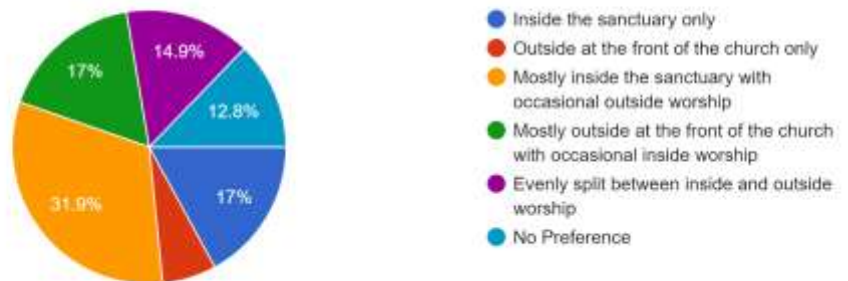 14.9%
17%
12.8%
31.9%
17%
Inside the sanctuary only
Outside at the front of the church only
Mostly inside the sanctuary with
occasional outside worship
Mostly outside at the front of the church
with occasional inside worship
Evenly split between inside and outside
worship
No Preference